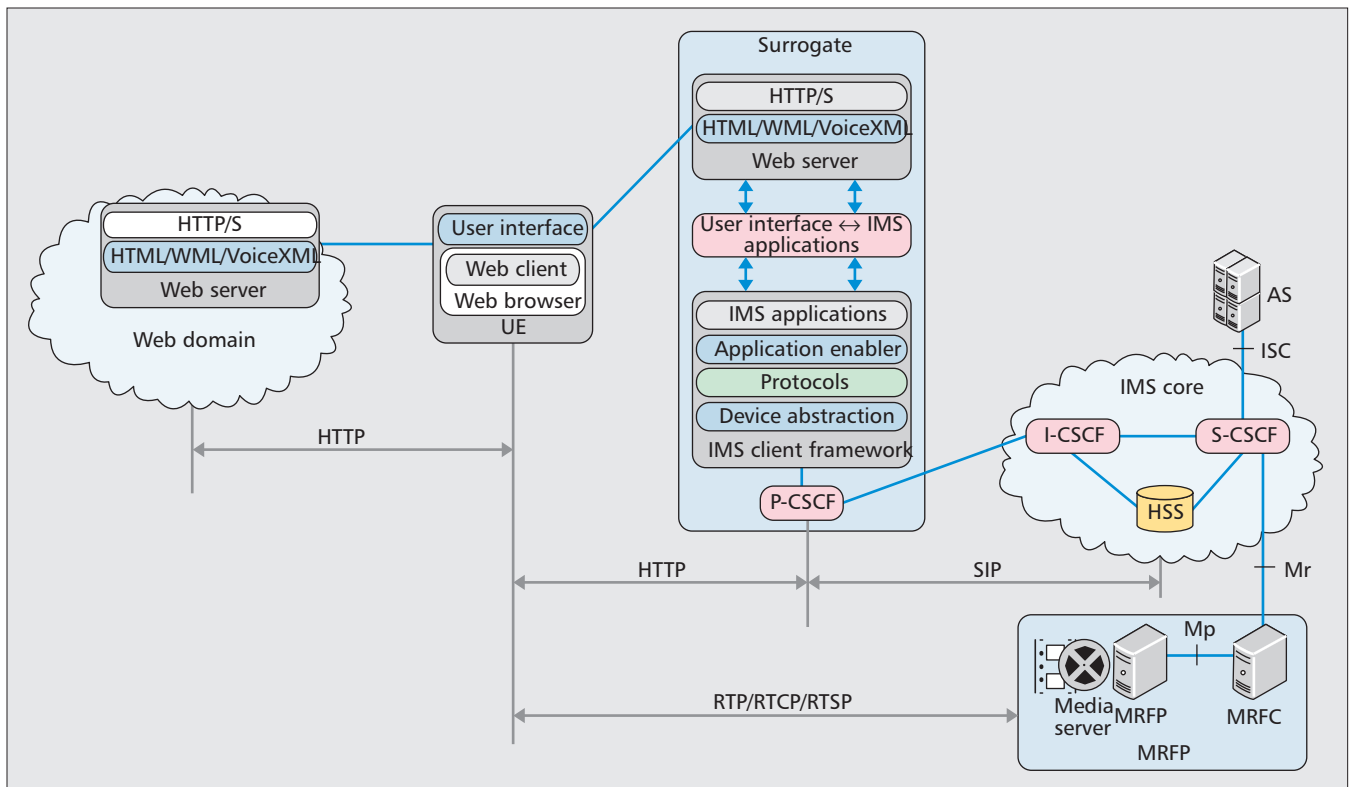 Surrogate
HTTP/S
HTML/WML/VoiceXML
Web server
HTTP/S
HTML/WML/VoiceXML
Web server
Web domain
User interface
Web client
Web browser
UE
User interface ↔ IMS
applications
IMS applications
Application enabler
Protocols
Device abstraction
IMS client framework
P-CSCF
AS
ISC
IMS core
I-CSCF
S-CSCF
HSS
HTTP
HTTP
SIP
Mr
RTP/RTCP/RTSP
Mp
Media
server
MRFP
MRFC
MRFP